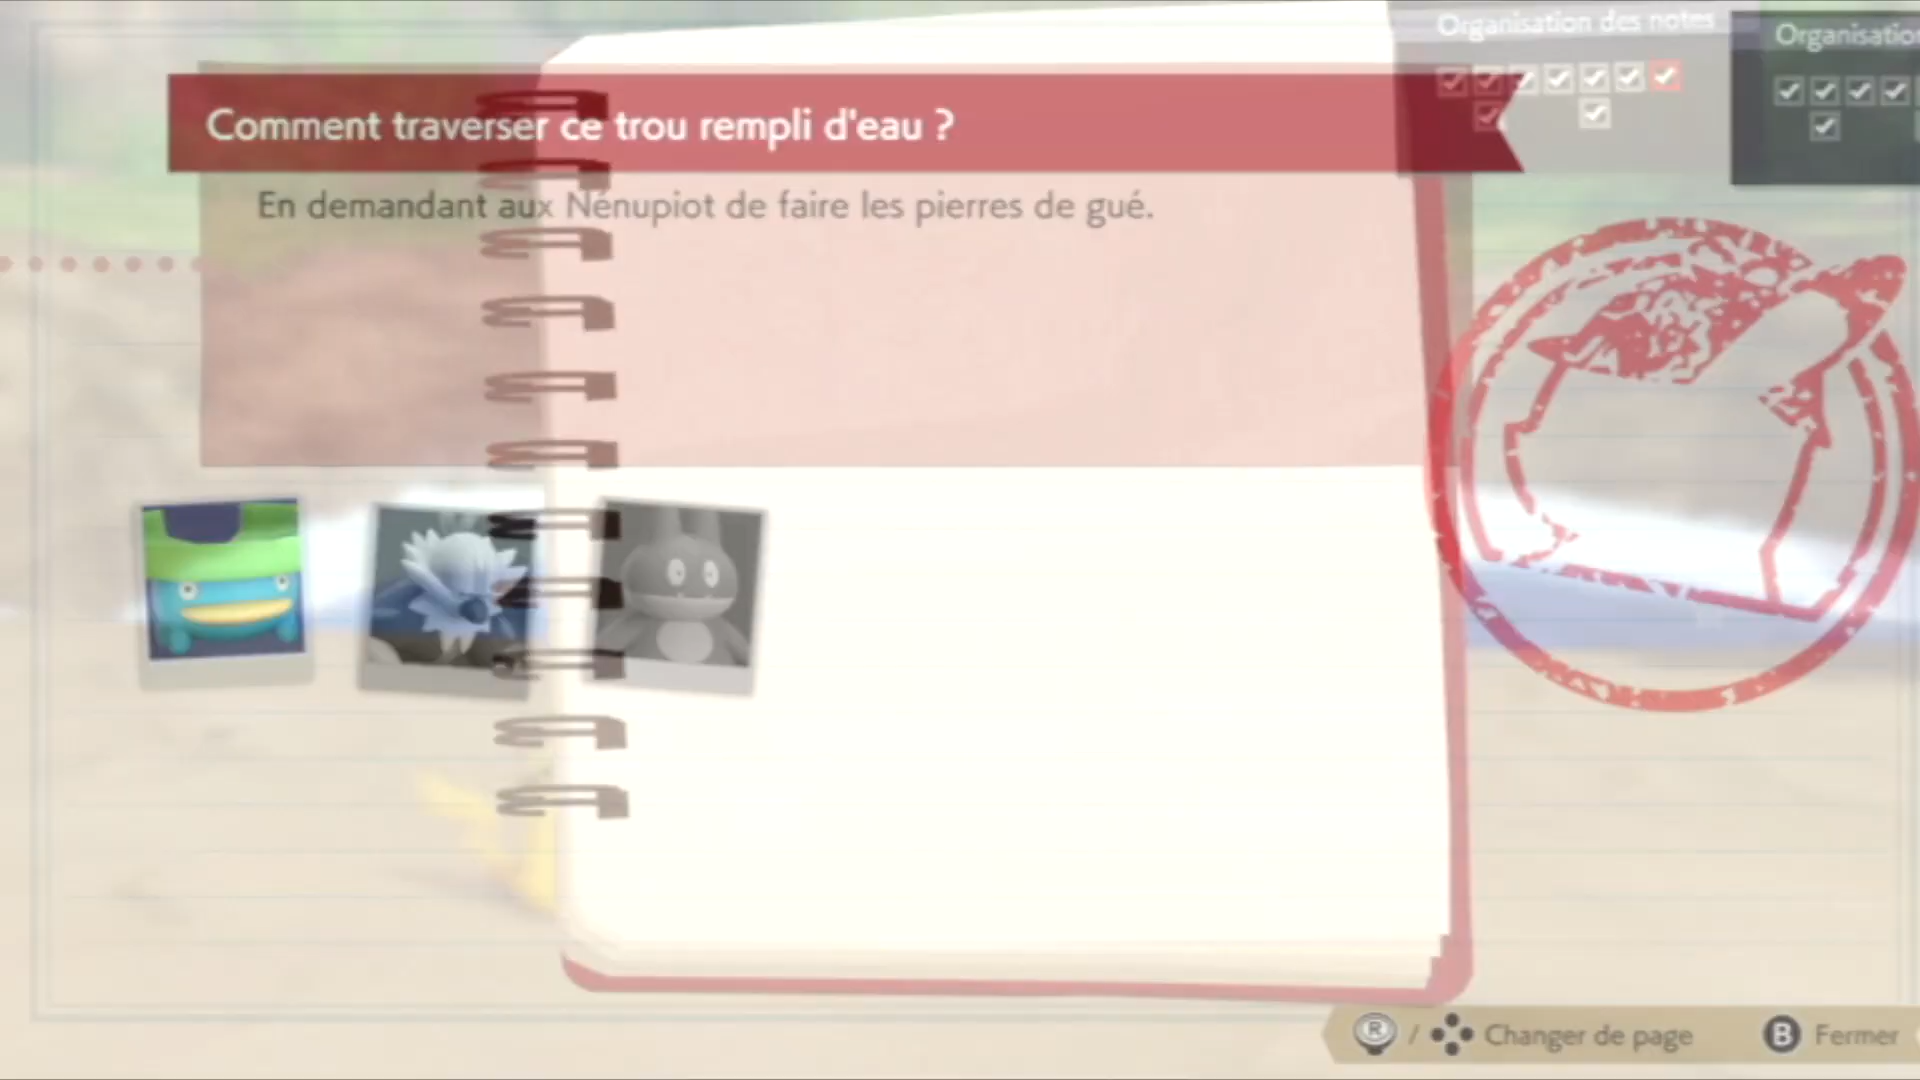 Organisation des notes
Organisation
Comment traverser ce trou rempli d'eau ?
En demandant aux Nénupiot de faire les pierres de gué.
R / Changer de page
B Fermer